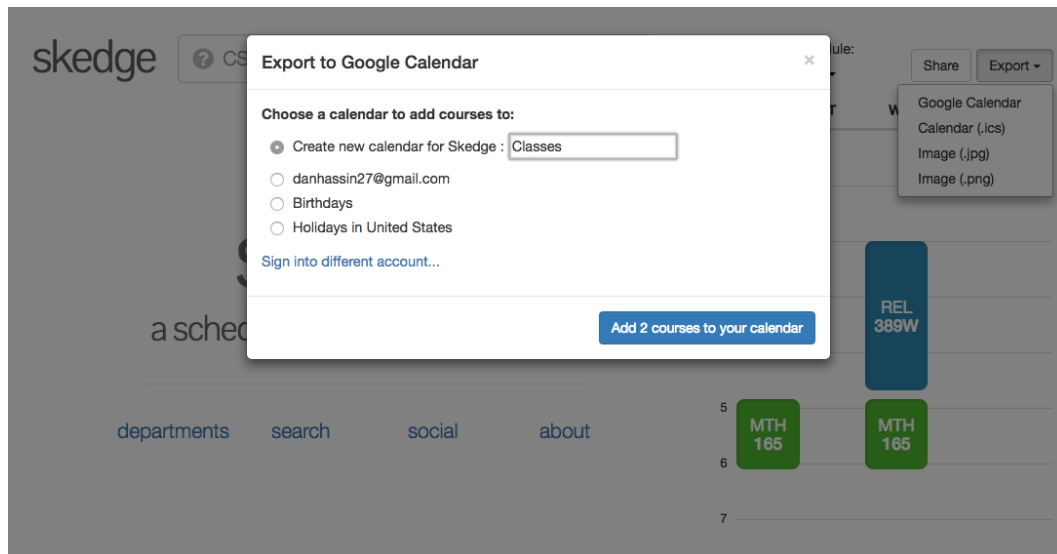 skedge
CS
Export to Google Calendar
×
ule:
Share
Export
Choose a calendar to add courses to:
Create new calendar for Skedge : Classes
danhassin27@gmail.com
Birthdays
Holidays in United States
Sign into different account...
Add 2 courses to your calendar
T
Google Calendar
Calendar (.ics)
Image (.jpg)
Image (.png)
a sched
departments
search
social
about
REL
389W
5
MTH
165
MTH
165
6
7